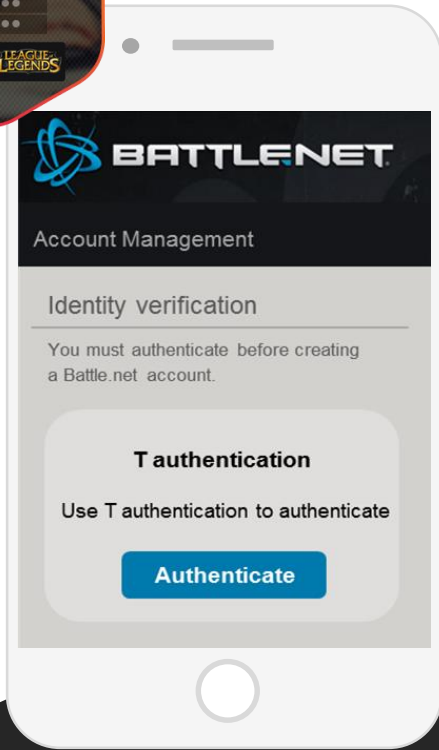 LEAGUE
LEGENDS
BATTLE.NET
Account Management
Identity verification
You must authenticate before creating
a Battle.net account.
T authentication
Use T authentication to authenticate
Authenticate